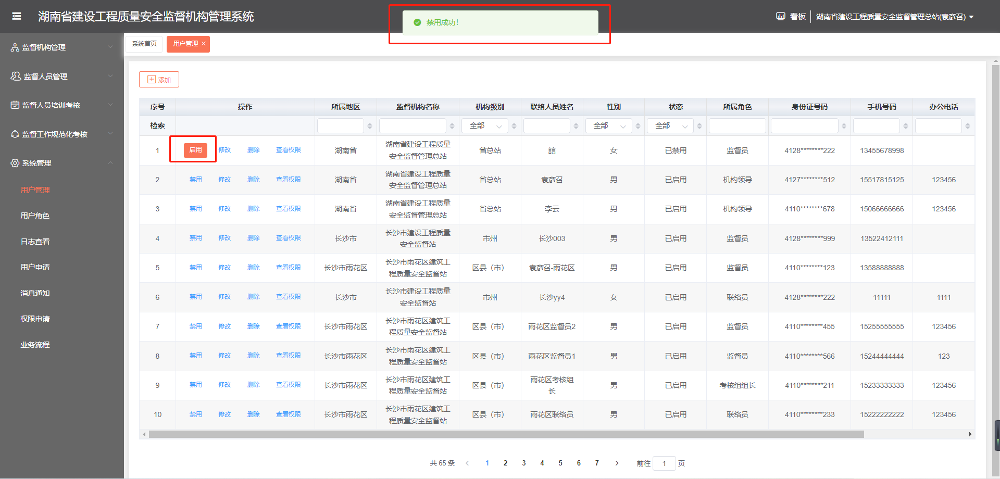 湖南省建设工程质量安全监督机构管理系统
禁用成功!
看板
湖南省建设工程质量安全监督管理总站(袁彦召)
监督机构管理
监督人员管理
监督人员培训考核
监督工作规范化考核
系统管理
用户管理
用户角色
日志查看
用户申请
消息通知
权限申请
业务流程
系统首页
用户管理
添加
序号 操作 所属地区 监督机构名称 机构级别 联络人员姓名 性别 状态 所属角色 身份证号码 手机号码 办公电话
检索 全部 全部 全部
1 启用 修改 删除 查看权限 湖南省 湖南省建设工程质量
安全监督管理总站 省总站 女 已禁用 监督员 4128********222 13455678998
2 禁用 修改 删除 查看权限 湖南省 湖南省建设工程质量
安全监督管理总站 省总站 袁彦召 男 已启用 机构领导 4127********512 15517815125 123456
3 禁用 修改 删除 查看权限 湖南省 湖南省建设工程质量
安全监督管理总站 省总站 李云 男 已启用 机构领导 4110********678 15066666666 123456
4 禁用 修改 删除 查看权限 长沙市 长沙市建设工程质量
安全监督站 市州 长沙003 男 已启用 监督员 4128********999 13522412111
5 禁用 修改 删除 查看权限 长沙市雨花区 长沙市雨花区建筑工
程质量安全监督站 区县（市） 袁彦召-雨花区 男 已启用 监督员 4110********123 13588888888
6 禁用 修改 删除 查看权限 长沙市 长沙市建设工程质量
安全监督站 市州 长沙yy4 女 已启用 联络员 4128********222 11111 1111
7 禁用 修改 删除 查看权限 长沙市雨花区 长沙市雨花区建筑工
程质量安全监督站 区县（市） 雨花区监督员2 男 已启用 监督员 4110********455 15255555555 123456
8 禁用 修改 删除 查看权限 长沙市雨花区 长沙市雨花区建筑工
程质量安全监督站 区县（市） 雨花区监督员1 男 已启用 监督员 4110********566 15244444444 123
9 禁用 修改 删除 查看权限 长沙市雨花区 长沙市雨花区建筑工
程质量安全监督站 区县（市） 雨花区考核组
长 男 已启用 考核组组长 4110********211 15233333333 123456
10 禁用 修改 删除 查看权限 长沙市雨花区 长沙市雨花区建筑工
程质量安全监督站 区县（市） 雨花区联络员 男 已启用 联络员 4110********233 15222222222 123456
共 65 条 1 2 3 4 5 6 7 前往 1 页